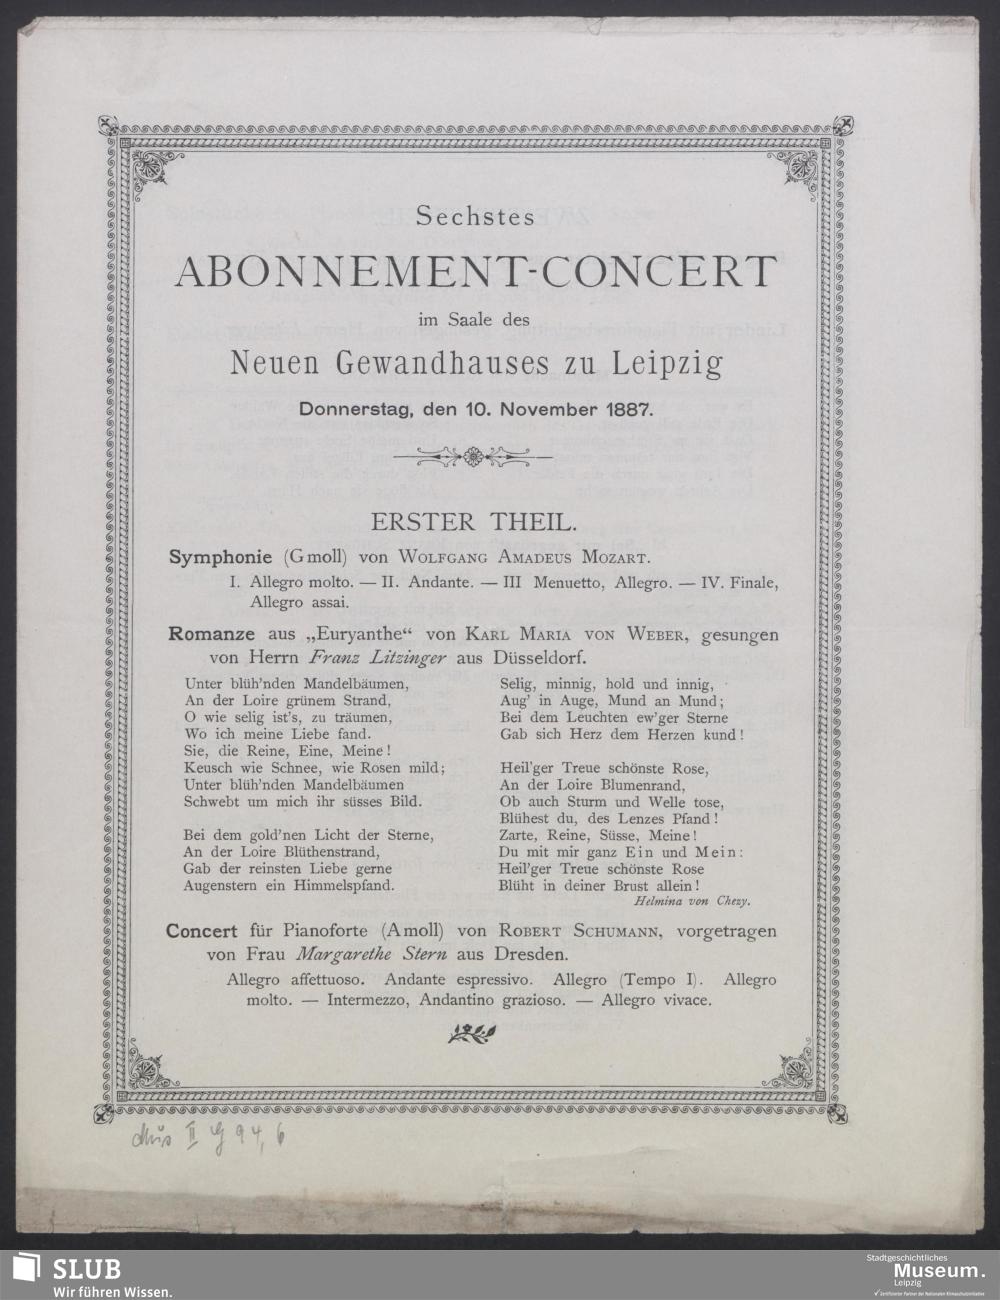 Sechstes
ABONNEMENT-CONCERT
im Saale des
Neuen Gewandhauses zu Leipzig
Donnerstag, den 10. November 1887.
ERSTER THEIL.
Symphonie (G moll) von WOLFGANG AMADEUS MOZART.
I. Allegro molto. — II. Andante. — III Menuetto, Allegro. — IV. Finale,
Allegro assai.
Romanze aus „Euryanthe“ von KARL MARIA VON WEBER, gesungen
von Herrn Franz Litzinger aus Düsseldorf.
Unter blüh'nden Mandelbäumen,
An der Loire grünem Strand,
O wie selig ist's, zu träumen,
Wo ich meine Liebe fand.
Sie, die Reine, Eine, Meine!
Keusch wie Schnee, wie Rosen mild;
Unter blüh'nden Mandelbäumen
Schwebt um mich ihr süsses Bild.
Bei dem gold'nen Licht der Sterne,
An der Loire Blüthenstrand,
Gab der reinsten Liebe gerne
Augenstern ein Himmelspfand.
Selig, minnig, hold und innig,
Aug' in Auge, Mund an Mund;
Bei dem Leuchten ew'ger Sterne
Gab sich Herz dem Herzen kund!
Heil'ger Treue schönste Rose,
An der Loire Blumenrand,
Ob auch Sturm und Welle tose,
Blühest du, des Lenzes Pfand!
Zarte, Reine, Süsse, Meine!
Du mit mir ganz Ein und Mein:
Heil'ger Treue schönste Rose
Blüht in deiner Brust allein!
Helmina von Chezy.
Concert für Pianoforte (A moll) von ROBERT SCHUMANN, vorgetragen
von Frau Margarethe Stern aus Dresden.
Allegro affettuoso. Andante espressivo. Allegro (Tempo I). Allegro
molto. — Intermezzo, Andantino grazioso. — Allegro vivace.
Mus II G 94,6
SLUB
Wir führen Wissen.
Stadtgeschichtliches
Museum.
Leipzig
Zertifizierter Partner der Nationalen Klimaschutzinitiative